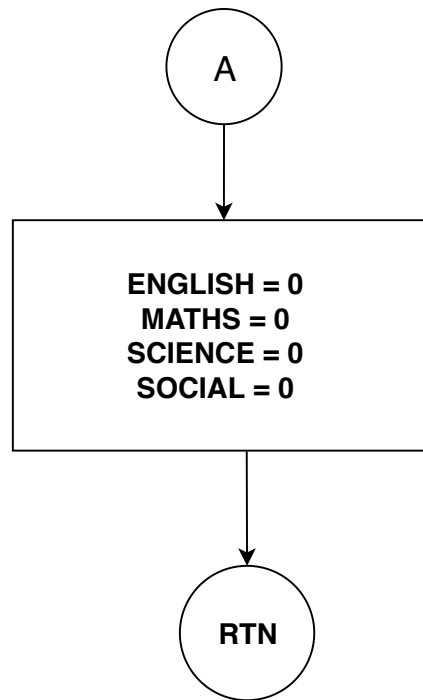 A
ENGLISH = 0
MATHS = 0
SCIENCE = 0
SOCIAL = 0
RTN